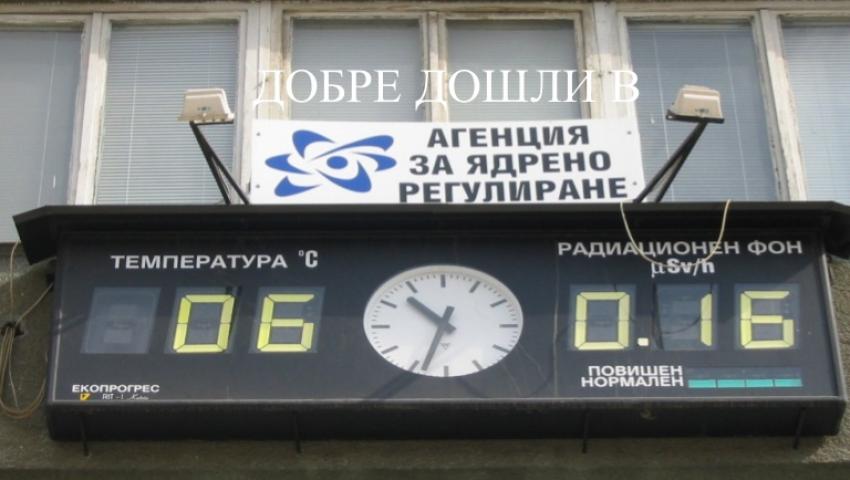 ДОБРЕ ДОШЛИ В
АГЕНЦИЯ
ЗА ЯДРЕНО
РЕГУЛИРАНЕ
ТЕМПЕРАТУРА °C
06
РАДИАЦИОНЕН ФОН
µSv/h
0.16
ПОВИШЕН
НОРМАЛЕН
ЕКОПРОГРЕС